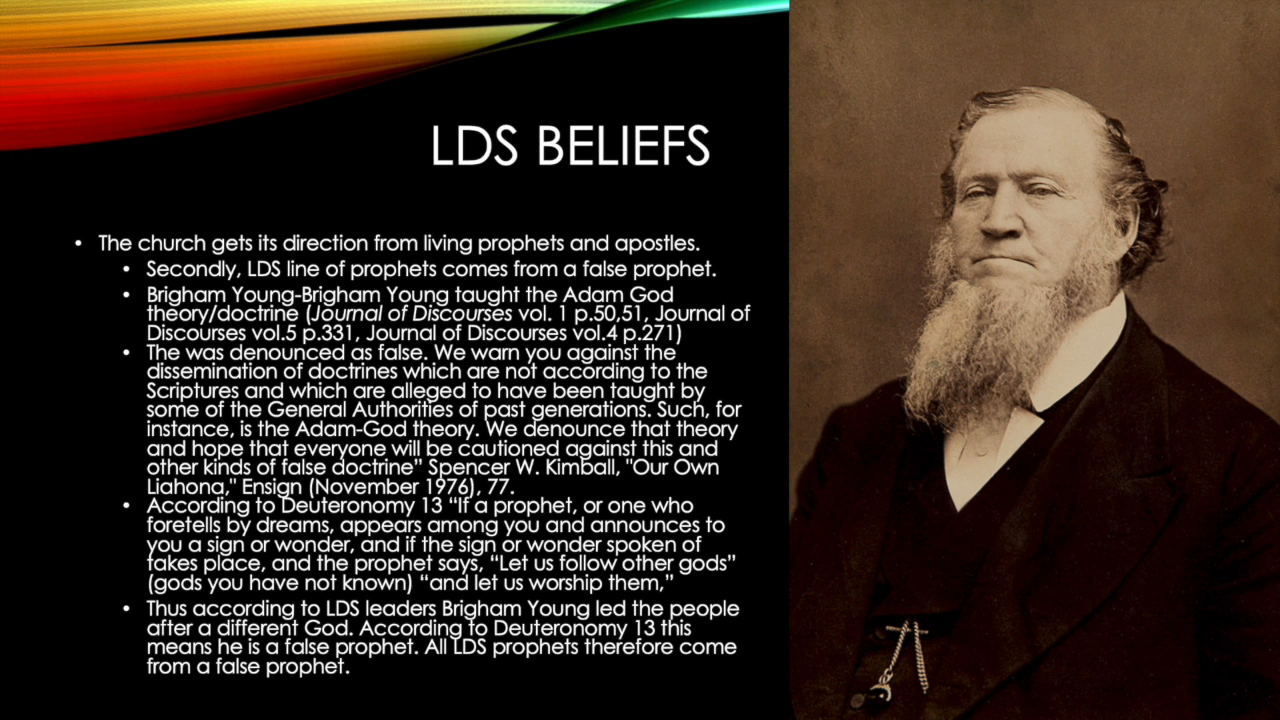 LDS BELIEFS
• The church gets its direction from living prophets and apostles.
• Secondly, LDS line of prophets comes from a false prophet.
• Brigham Young-Brigham Young taught the Adam God
theory/doctrine (Journal of Discourses vol. 1 p.50,51, Journal of
Discourses vol.5 p.331, Journal of Discourses vol.4 p.271)
• The was denounced as false. We warn you against the
dissemination of doctrines which are not according to the
Scriptures and which are alleged to have been taught by
some of the General Authorities of past generations. Such, for
instance, is the Adam-God theory. We denounce that theory
and hope that everyone will be cautioned against this and
other kinds of false doctrine” Spencer W. Kimball, "Our Own
Liahona," Ensign (November 1976), 77.
• According to Deuteronomy 13 “If a prophet, or one who
foretells by dreams, appears among you and announces to
you a sign or wonder, and if the sign or wonder spoken of
takes place, and the prophet says, “Let us follow other gods”
(gods you have not known) “and let us worship them,”
• Thus according to LDS leaders Brigham Young led the people
after a different God. According to Deuteronomy 13 this
means he is a false prophet. All LDS prophets therefore come
from a false prophet.